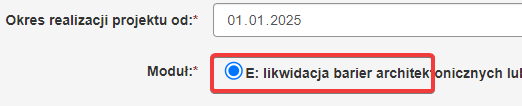 Okres realizacji projektu od:* 01.01.2025
Moduł:* E: likwidacja barier architektonicznych lub